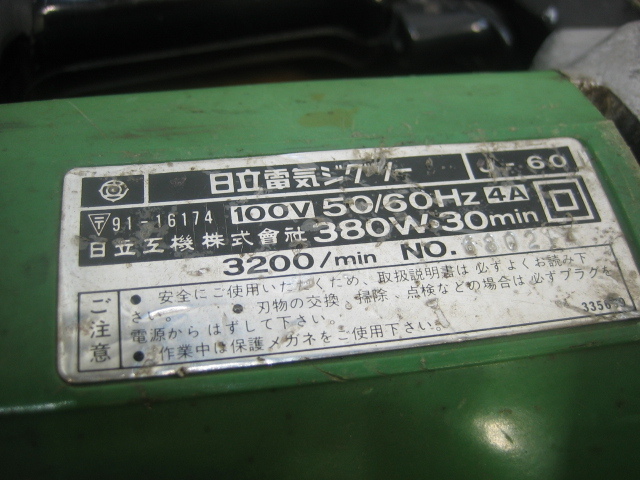 日立電気ジグソー J-60
〒91-16174 100V 50/60Hz 4A
日立工機株式會社 380W・30min
3200/min NO.
ご注意
● 安全にご使用いただくため、取扱説明書は必ずよくお読み下
さい。 ● 刃物の交換、掃除、点検などの場合は必ずプラグを
電源からはずして下さい。
● 作業中は保護メガネをご使用下さい。